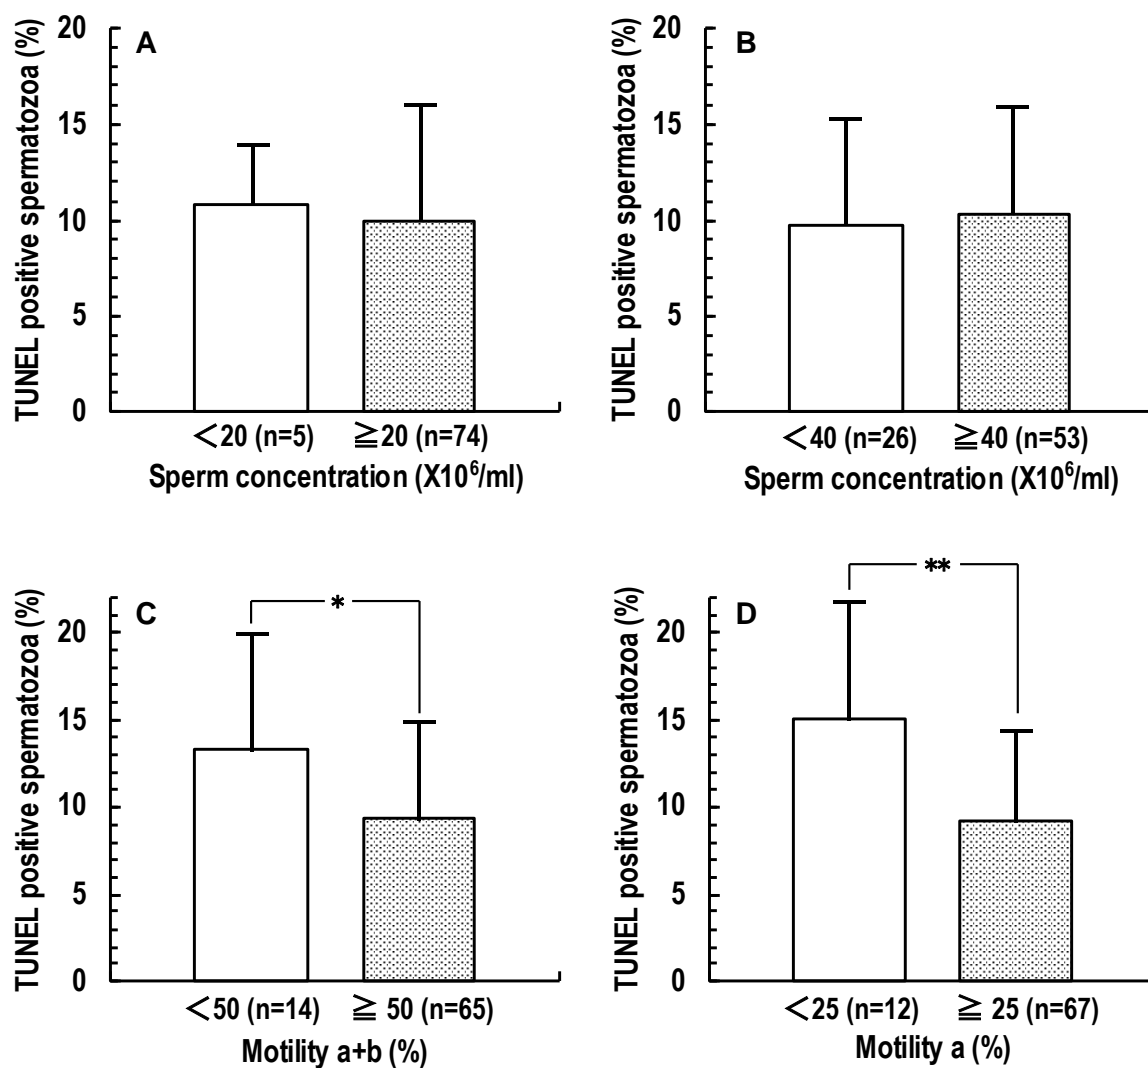 A
TUNEL positive spermatozoa (%)
20
15
10
5
0
<20 (n=5) ≧20 (n=74)
Sperm concentration (X10⁶/ml)
B
TUNEL positive spermatozoa (%)
20
15
10
5
0
<40 (n=26) ≧40 (n=53)
Sperm concentration (X10⁶/ml)
C
*
TUNEL positive spermatozoa (%)
20
15
10
5
0
<50 (n=14) ≧ 50 (n=65)
Motility a+b (%)
D
**
TUNEL positive spermatozoa (%)
20
15
10
5
0
<25 (n=12) ≧ 25 (n=67)
Motility a (%)